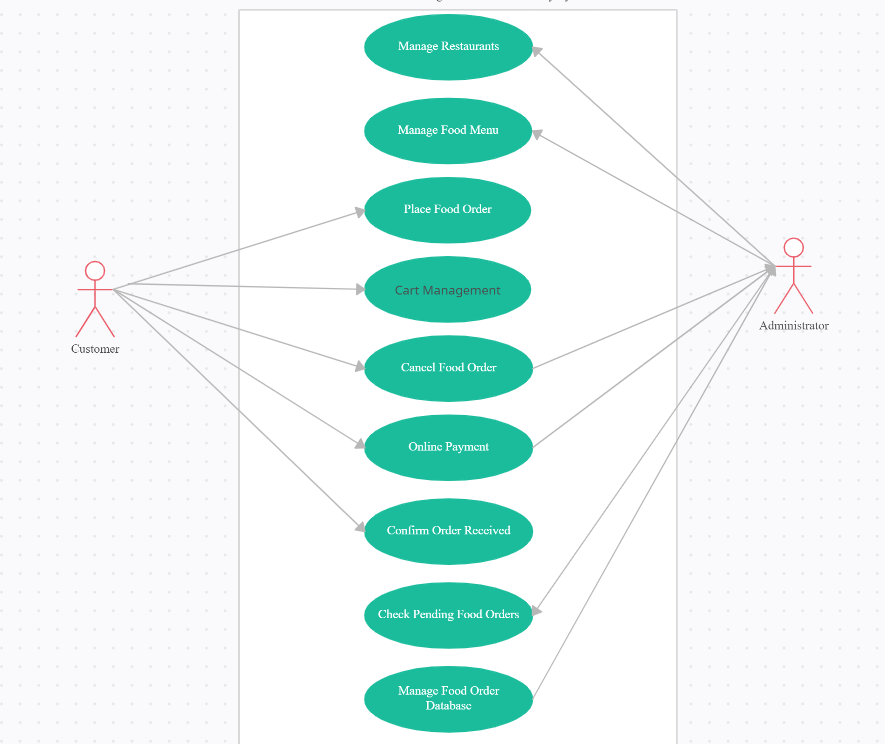 Manage Restaurants
Manage Food Menu
Place Food Order
Cart Management
Cancel Food Order
Online Payment
Confirm Order Received
Check Pending Food Orders
Manage Food Order
Database
Customer
Administrator